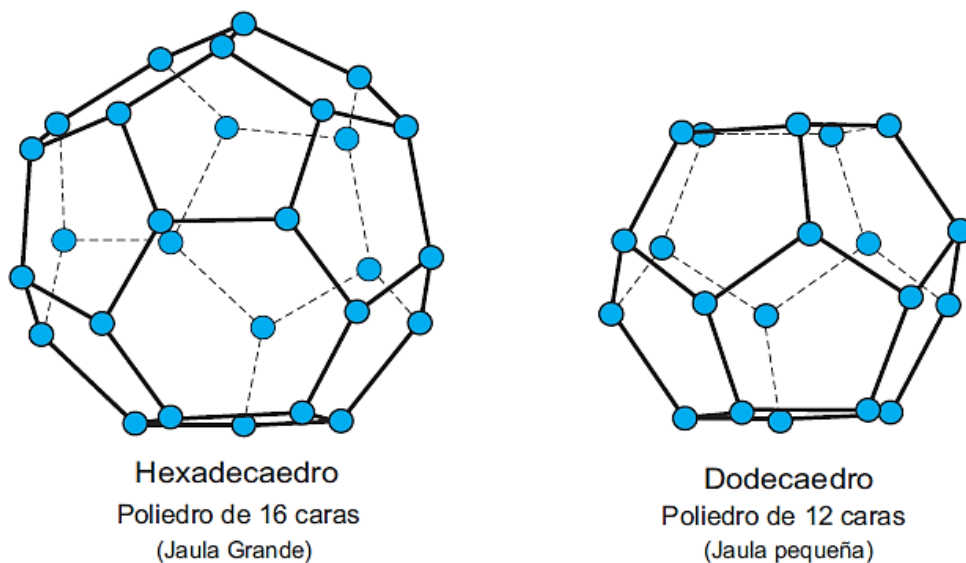 Hexadecaedro
Poliedro de 16 caras
(Jaula Grande)
Dodecaedro
Poliedro de 12 caras
(Jaula pequeña)